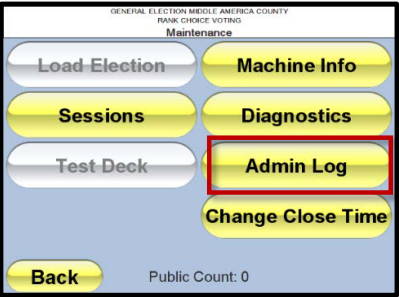 GENERAL ELECTION MIDDLE AMERICA COUNTY
RANK CHOICE VOTING
Maintenance
Load Election
Machine Info
Sessions
Diagnostics
Test Deck
Admin Log
Change Close Time
Back
Public Count: 0